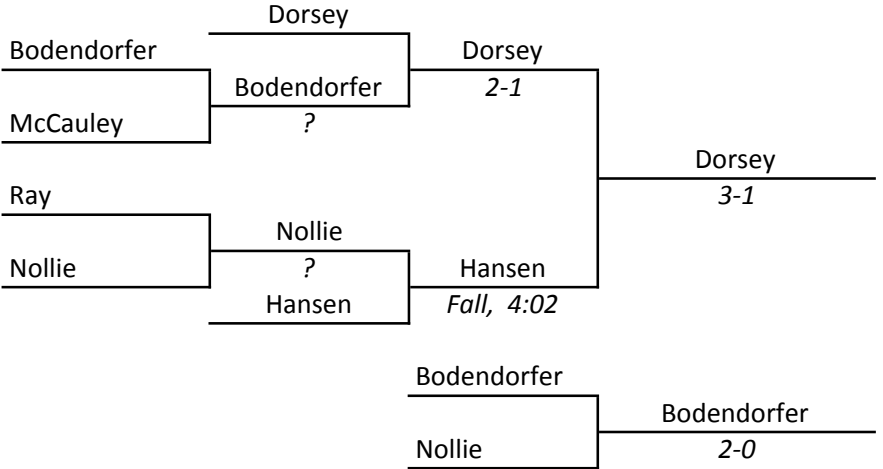 Dorsey
Bodendorfer
Dorsey
Bodendorfer
2-1
McCauley
?
Dorsey
Ray
3-1
Nollie
Nollie
?
Hansen
Hansen
Fall, 4:02
Bodendorfer
Bodendorfer
Nollie
2-0